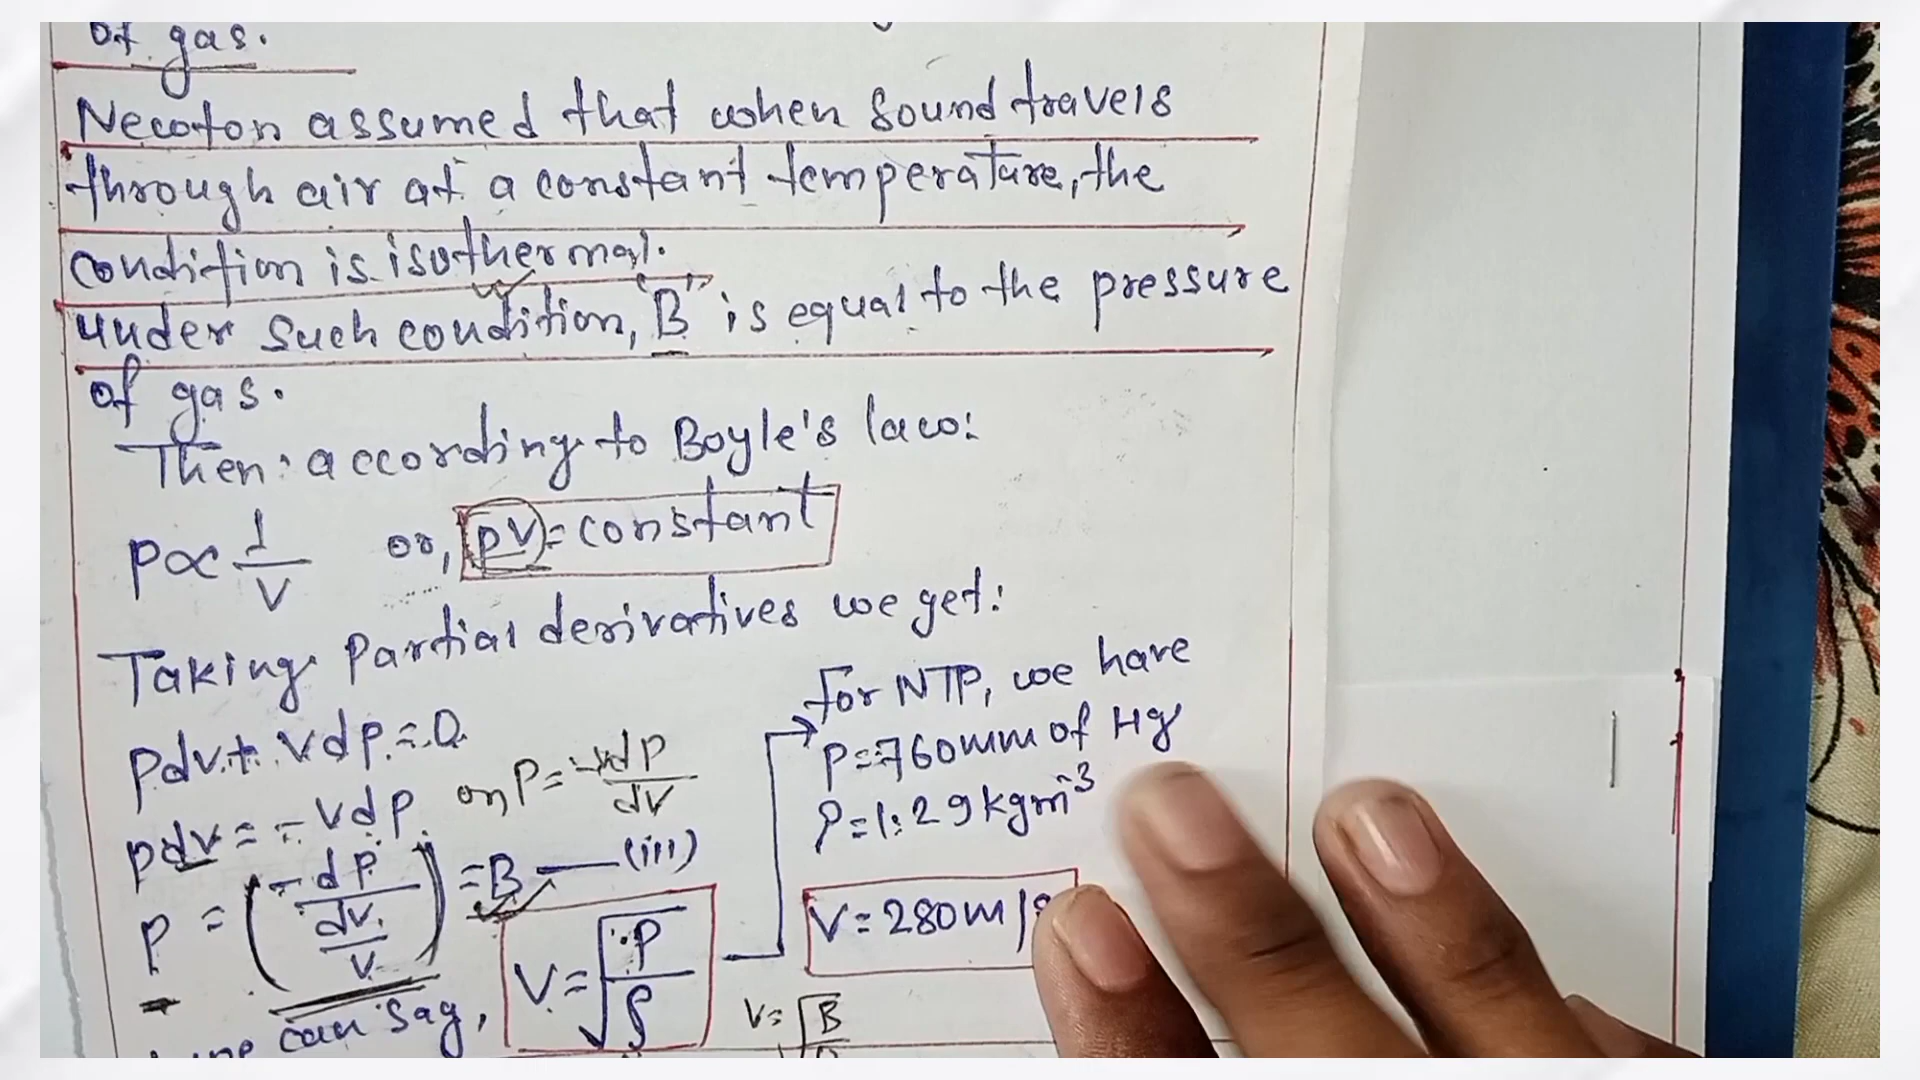 of gas.
Newton assumed that when sound travels
through air at a constant temperature, the
condition is isothermal.
under such condition, "B" is equal to the pressure
of gas.
Then, according to Boyle's law:
P ∝ 1/V or, PV = constant
Taking partial derivatives we get:
Pdv + vdp = 0
Pdv = - vdp or, P = -vdp/dv
P = (-dp/(dv/v)) = B — (iii)
we can say, V = √(P/ρ)
For NTP, we have
P = 760mm of Hg
ρ = 1.29 kgm⁻³
V = 280m/s
V = √B